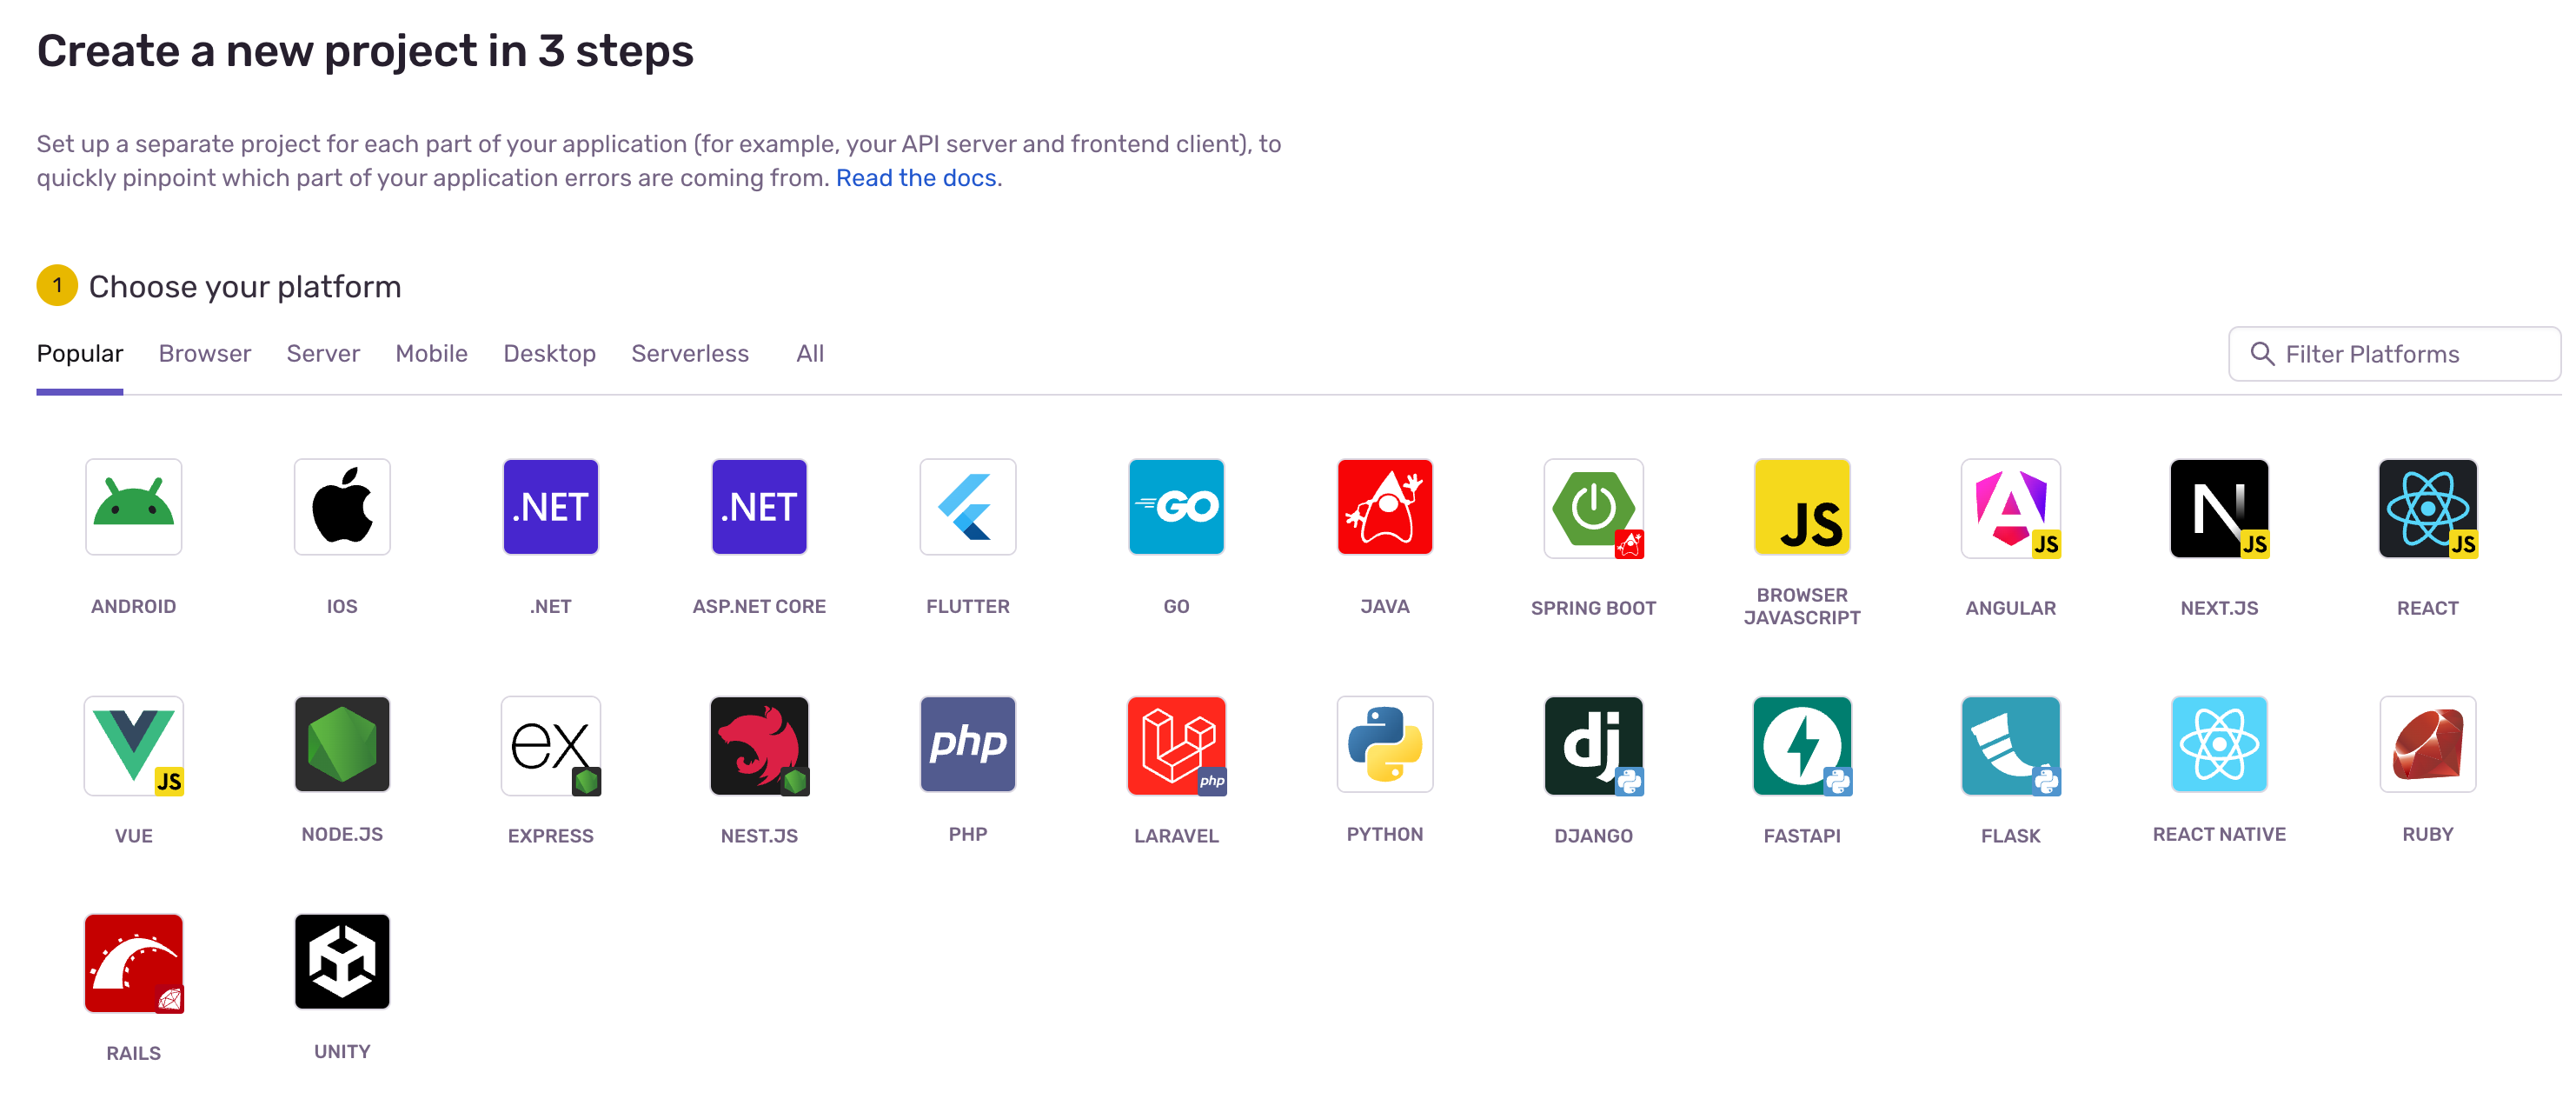 Create a new project in 3 steps
Set up a separate project for each part of your application (for example, your API server and frontend client), to
quickly pinpoint which part of your application errors are coming from. Read the docs.
1 Choose your platform
Popular Browser Server Mobile Desktop Serverless All Filter Platforms
.NET .NET GO JS JS N JS JS
ANDROID IOS .NET ASP.NET CORE FLUTTER GO JAVA SPRING BOOT BROWSER JAVASCRIPT ANGULAR NEXT.JS REACT
JS ex php php dj
VUE NODE.JS EXPRESS NEST.JS PHP LARAVEL PYTHON DJANGO FASTAPI FLASK REACT NATIVE RUBY
RAILS UNITY